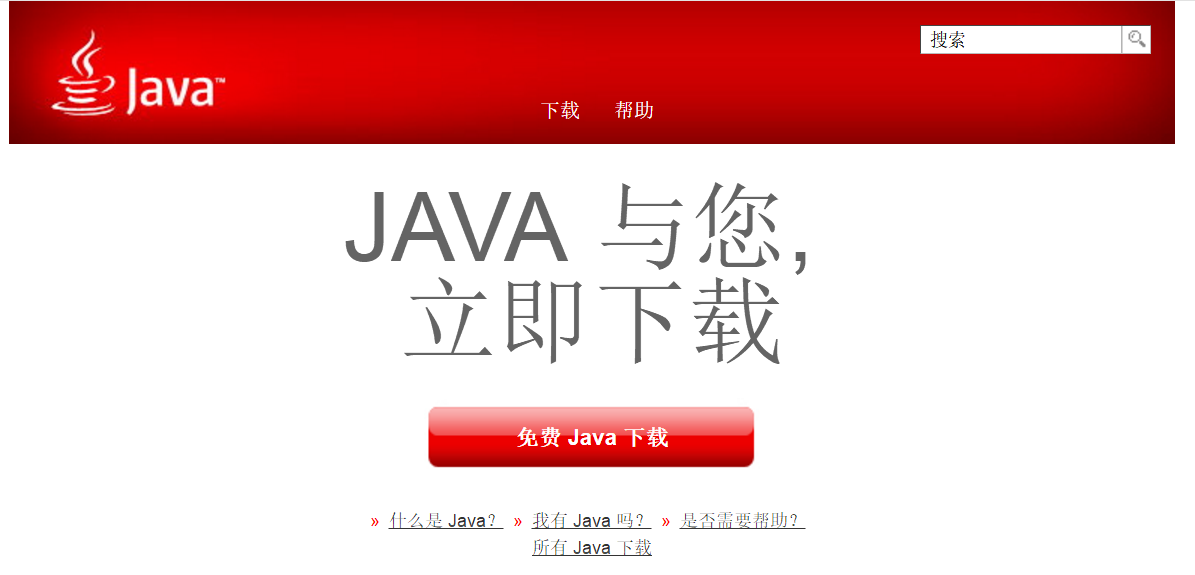 搜索
Java™
下载 帮助
JAVA 与您,
立即下载
免费 Java 下载
» 什么是 Java? » 我有 Java 吗? » 是否需要帮助?
所有 Java 下载